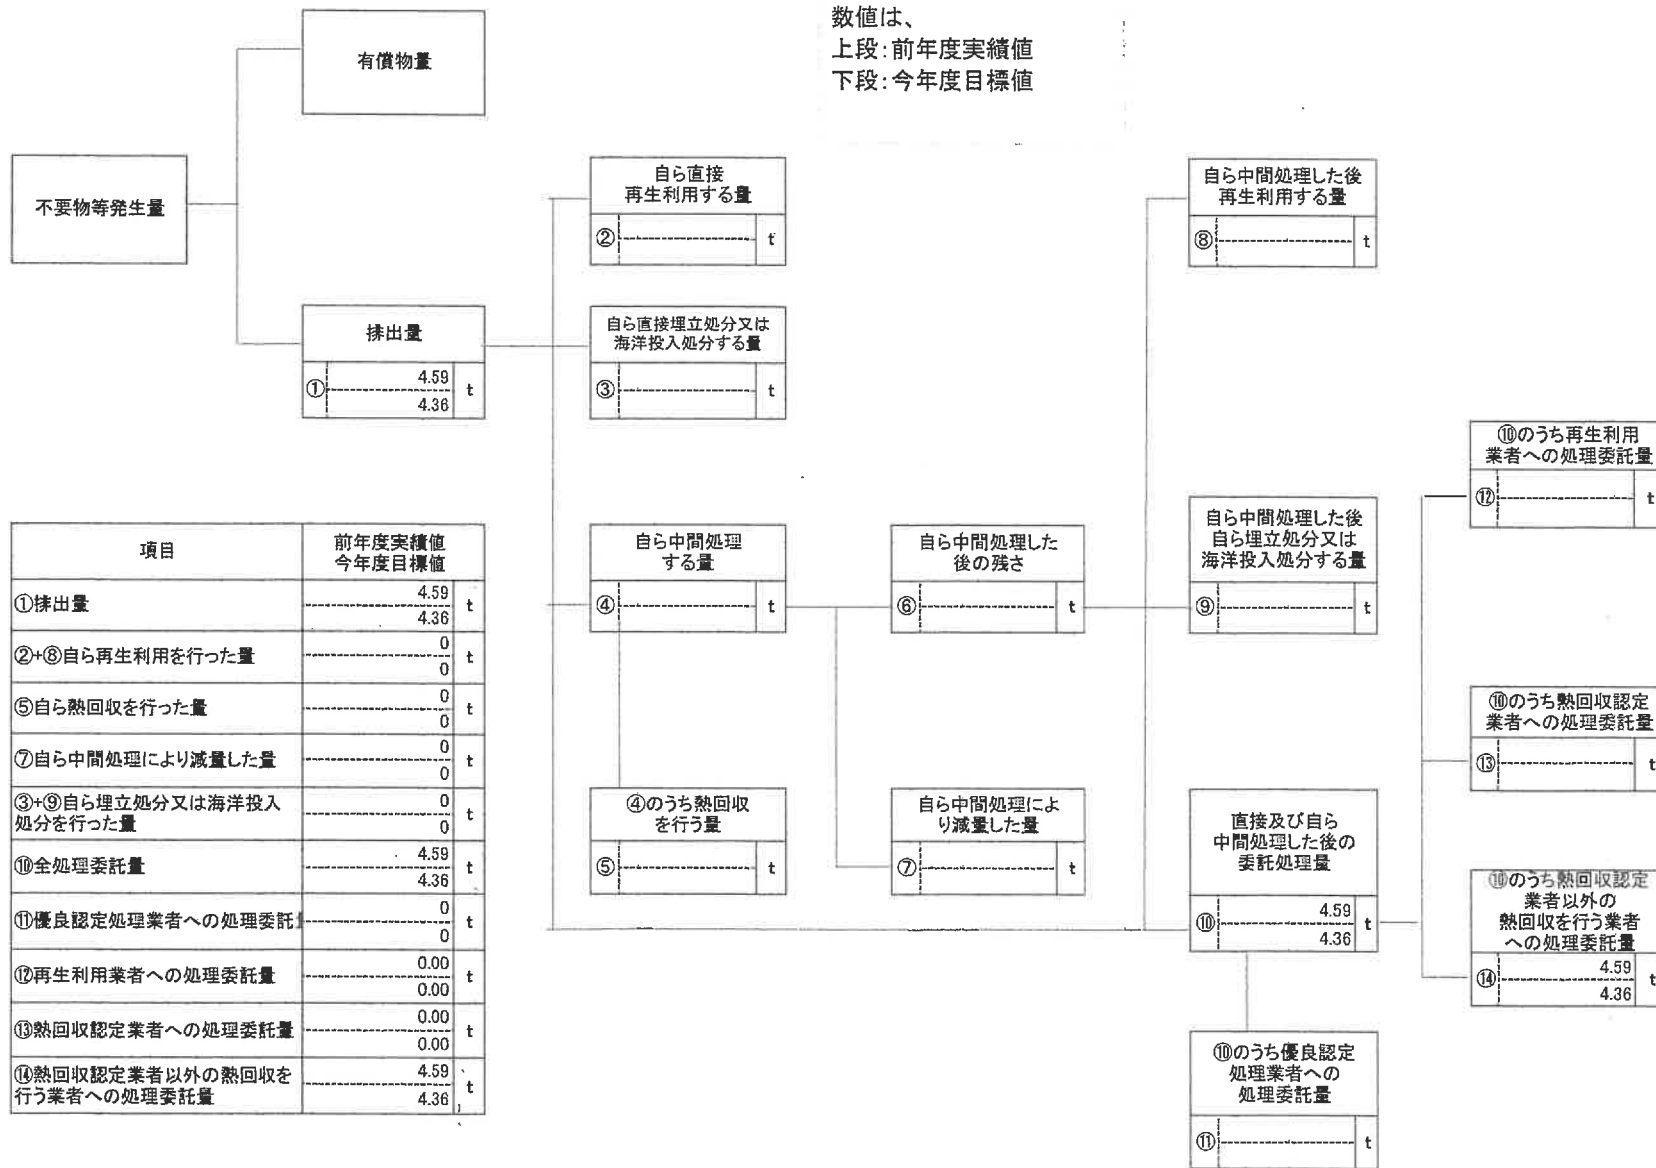 数値は、
上段:前年度実績値
下段:今年度目標値
有償物量
不要物等発生量
排出量
① 4.59 t
4.36
自ら直接
再生利用する量
② t
自ら直接埋立処分又は
海洋投入処分する量
③ t
自ら中間処理
する量
④ t
④のうち熱回収
を行う量
⑤ t
自ら中間処理した
後の残さ
⑥ t
自ら中間処理によ
り減量した量
⑦ t
自ら中間処理した後
再生利用する量
⑧ t
自ら中間処理した後
自ら埋立処分又は
海洋投入処分する量
⑨ t
直接及び自ら
中間処理した後の
委託処理量
⑩ 4.59 t
4.36
⑩のうち優良認定
処理業者への
処理委託量
⑪ t
⑩のうち再生利用
業者への処理委託量
⑫ t
⑩のうち熱回収認定
業者への処理委託量
⑬ t
⑩のうち熱回収認定
業者以外の
熱回収を行う業者
への処理委託量
⑭ 4.59 t
4.36
項目 前年度実績値
今年度目標値
①排出量 4.59 t
4.36
②+⑧自ら再生利用を行った量 0 t
0
⑤自ら熱回収を行った量 0 t
0
⑦自ら中間処理により減量した量 0 t
0
③+⑨自ら埋立処分又は海洋投入 0 t
処分を行った量 0
⑩全処理委託量 4.59 t
4.36
⑪優良認定処理業者への処理委託 0 t
0
⑫再生利用業者への処理委託量 0.00 t
0.00
⑬熱回収認定業者への処理委託量 0.00 t
0.00
⑭熱回収認定業者以外の熱回収を 4.59 t
行う業者への処理委託量 4.36